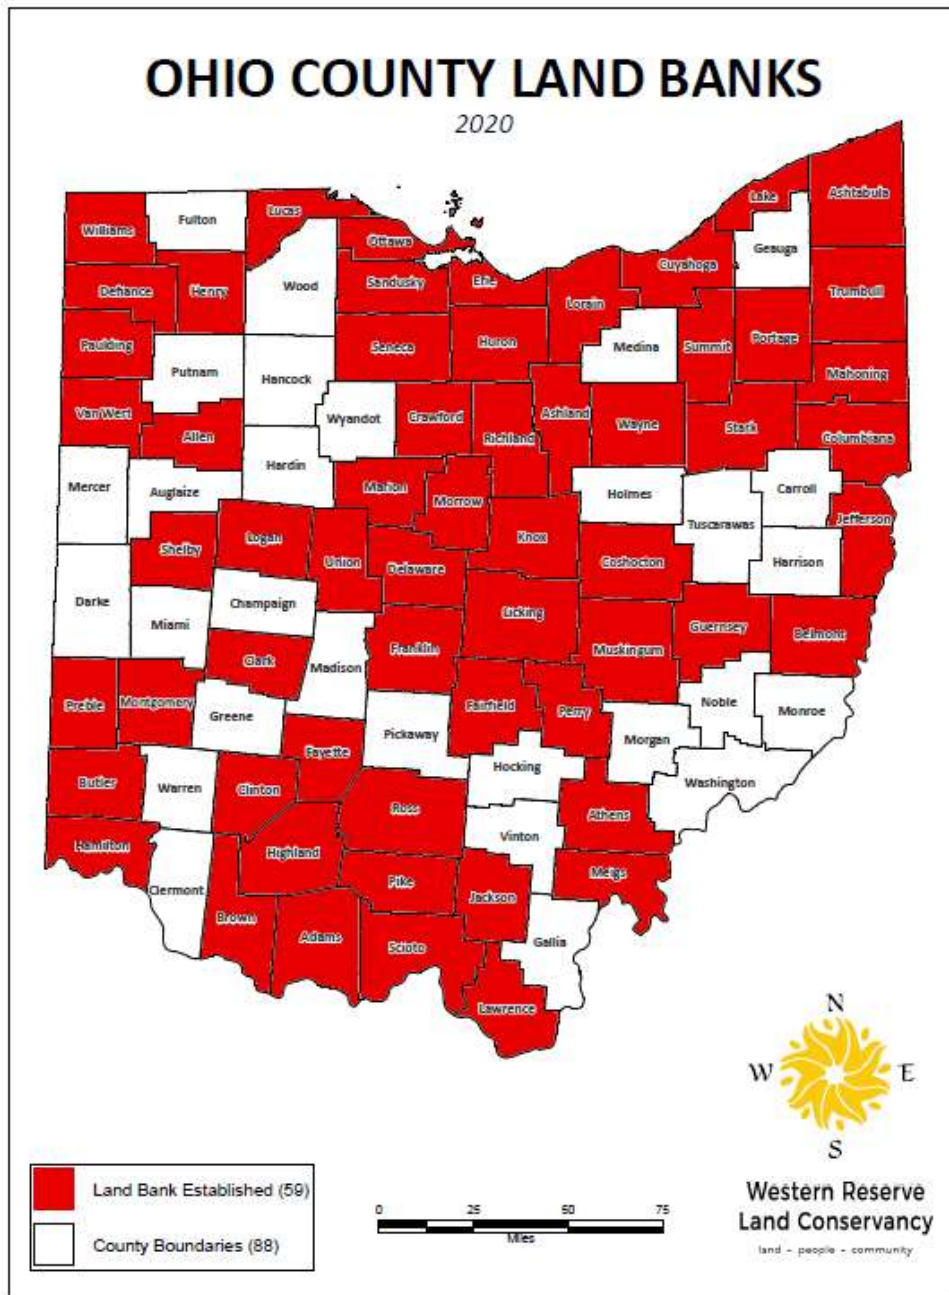 OHIO COUNTY LAND BANKS
2020
Williams
Fulton
Lucas
Ottawa
Lake
Ashtabula
Geauga
Cuyahoga
Defiance
Henry
Wood
Sandusky
Erie
Lorain
Trumbull
Paulding
Seneca
Huron
Medina
Summit
Portage
Putnam
Hancock
Mahoning
Van Wert
Allen
Wyandot
Crawford
Richland
Ashland
Wayne
Stark
Columbiana
Mercer
Auglaize
Hardin
Marion
Morrow
Holmes
Tuscarawas
Carroll
Jefferson
Shelby
Logan
Union
Delaware
Knox
Coshocton
Harrison
Darke
Miami
Champaign
Licking
Clark
Madison
Franklin
Muskingum
Guernsey
Belmont
Preble
Montgomery
Greene
Pickaway
Fairfield
Perry
Noble
Monroe
Fayette
Morgan
Butler
Warren
Clinton
Hocking
Washington
Ross
Athens
Hamilton
Highland
Vinton
Clermont
Pike
Jackson
Meigs
Brown
Adams
Scioto
Gallia
Lawrence
N
W
E
S
Land Bank Established (59)
County Boundaries (88)
0 25 50 75
Miles
Western Reserve
Land Conservancy
land - people - community